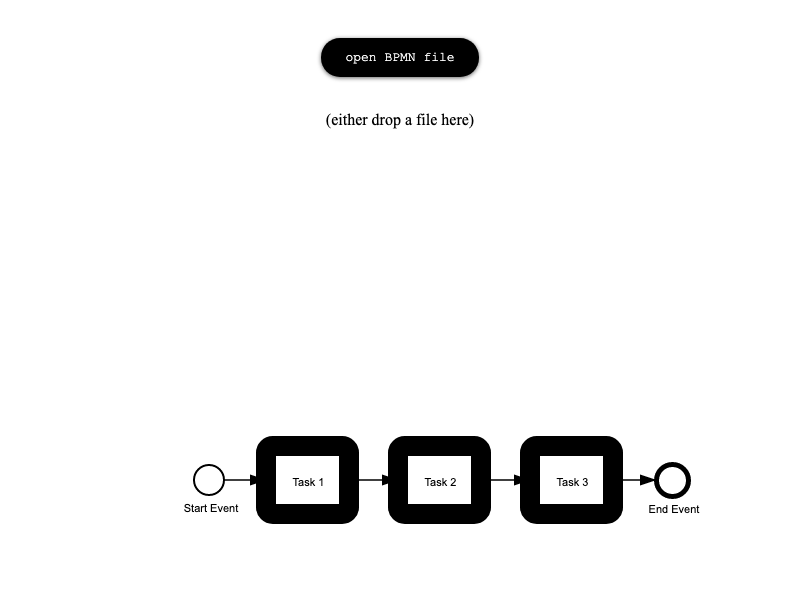 open BPMN file
(either drop a file here)
Task 1
Task 2
Task 3
Start Event
End Event